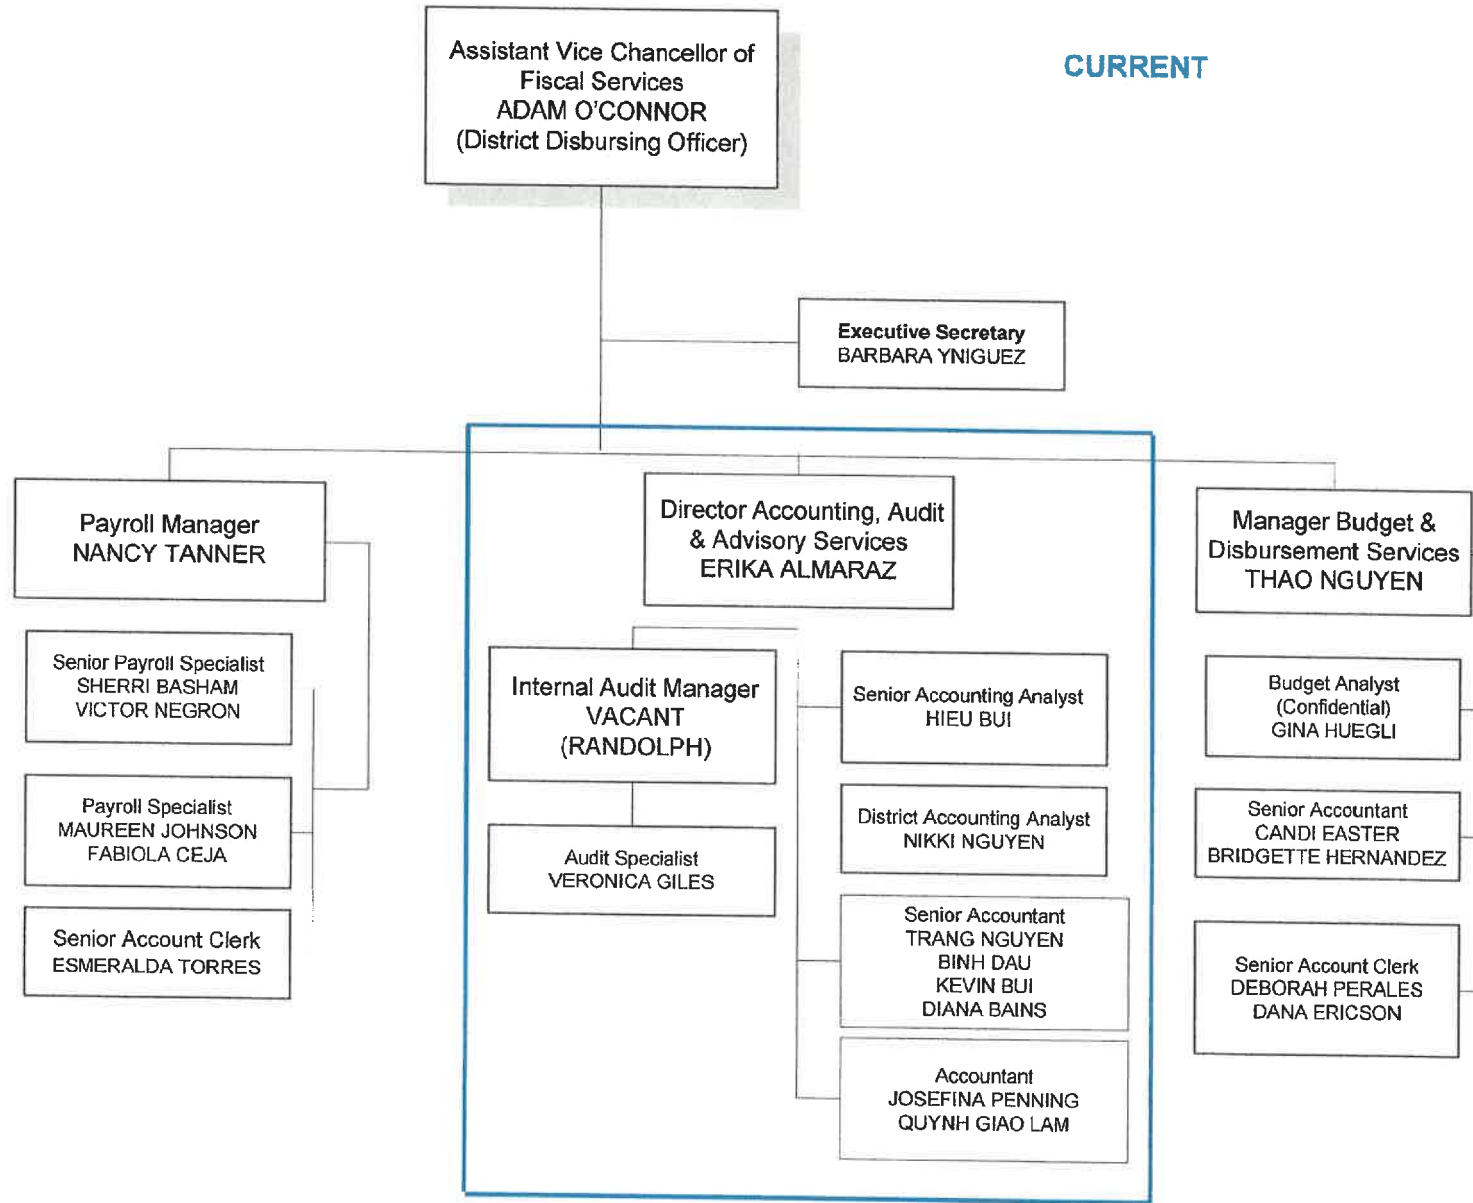 Assistant Vice Chancellor of
Fiscal Services
ADAM O'CONNOR
(District Disbursing Officer)
CURRENT
Executive Secretary
BARBARA YNIGUEZ
Payroll Manager
NANCY TANNER
Senior Payroll Specialist
SHERRI BASHAM
VICTOR NEGRON
Payroll Specialist
MAUREEN JOHNSON
FABIOLA CEJA
Senior Account Clerk
ESMERALDA TORRES
Director Accounting, Audit
& Advisory Services
ERIKA ALMARAZ
Internal Audit Manager
VACANT
(RANDOLPH)
Audit Specialist
VERONICA GILES
Senior Accounting Analyst
HIEU BUI
District Accounting Analyst
NIKKI NGUYEN
Senior Accountant
TRANG NGUYEN
BINH DAU
KEVIN BUI
DIANA BAINS
Accountant
JOSEFINA PENNING
QUYNH GIAO LAM
Manager Budget &
Disbursement Services
THAO NGUYEN
Budget Analyst
(Confidential)
GINA HUEGLI
Senior Accountant
CANDI EASTER
BRIDGETTE HERNANDEZ
Senior Account Clerk
DEBORAH PERALES
DANA ERICSON